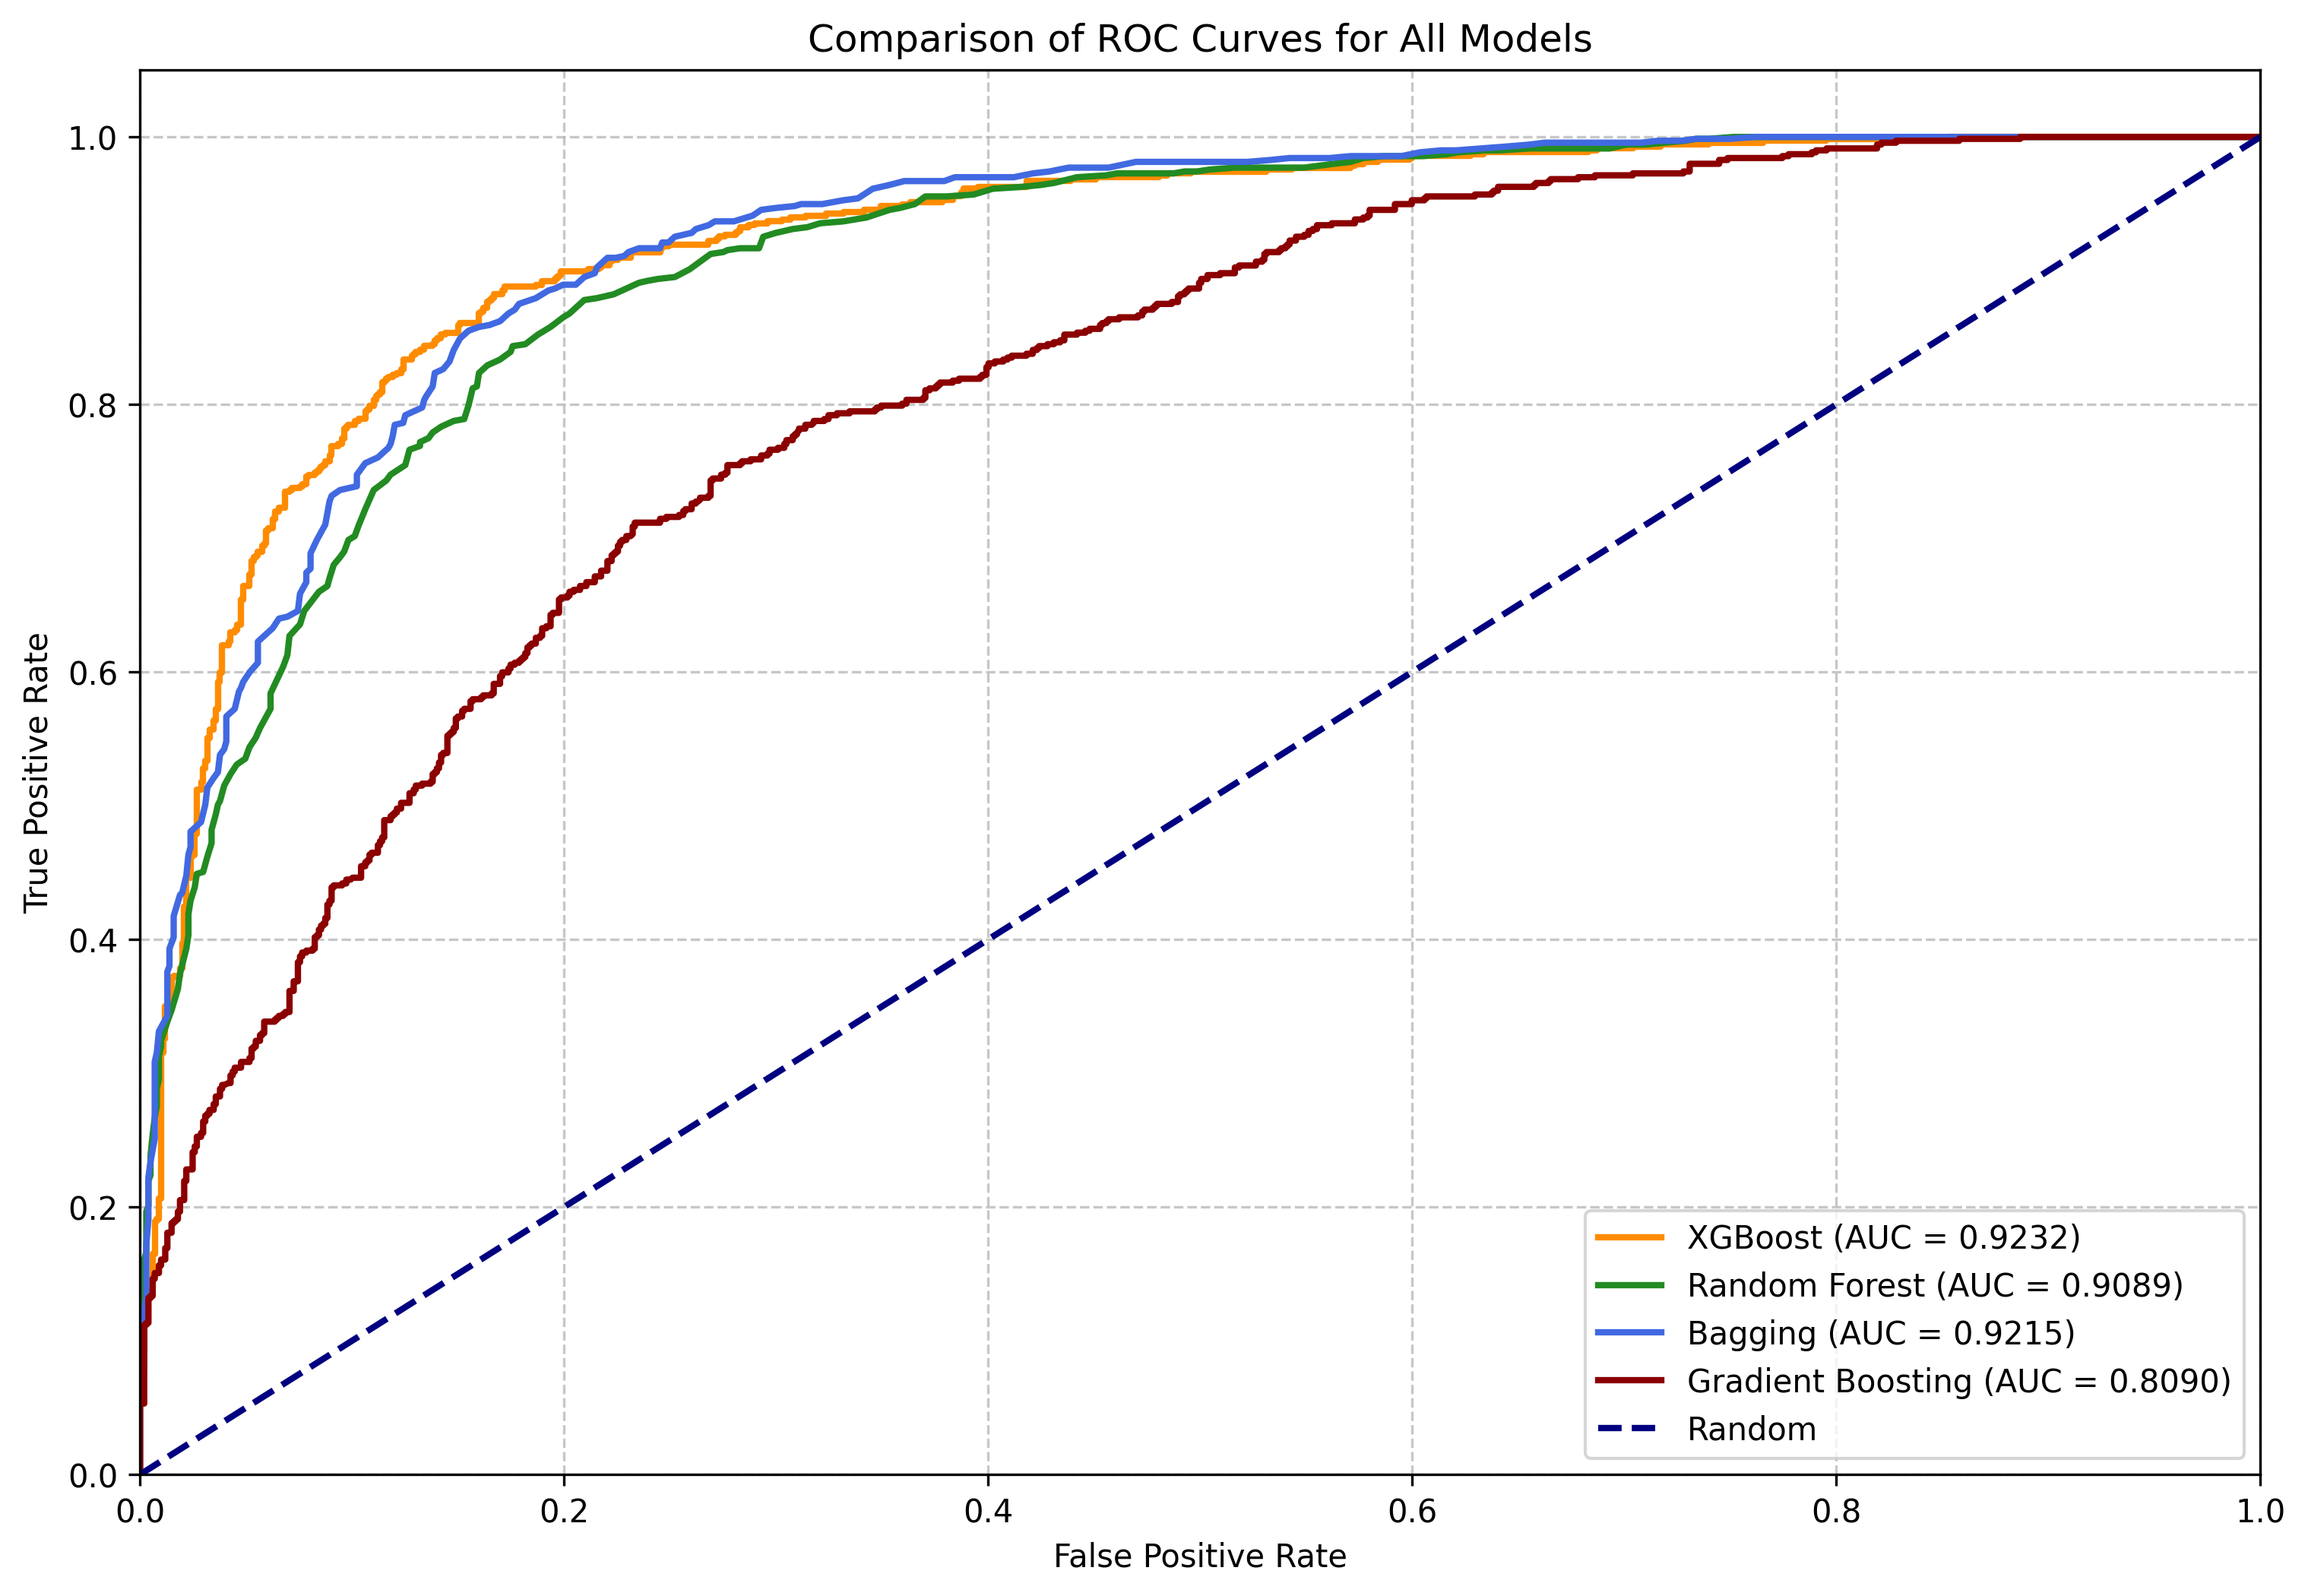 Comparison of ROC Curves for All Models
1.0
0.8
0.6
0.4
0.2
0.0
True Positive Rate
0.0 0.2 0.4 0.6 0.8 1.0
False Positive Rate
XGBoost (AUC = 0.9232)
Random Forest (AUC = 0.9089)
Bagging (AUC = 0.9215)
Gradient Boosting (AUC = 0.8090)
Random